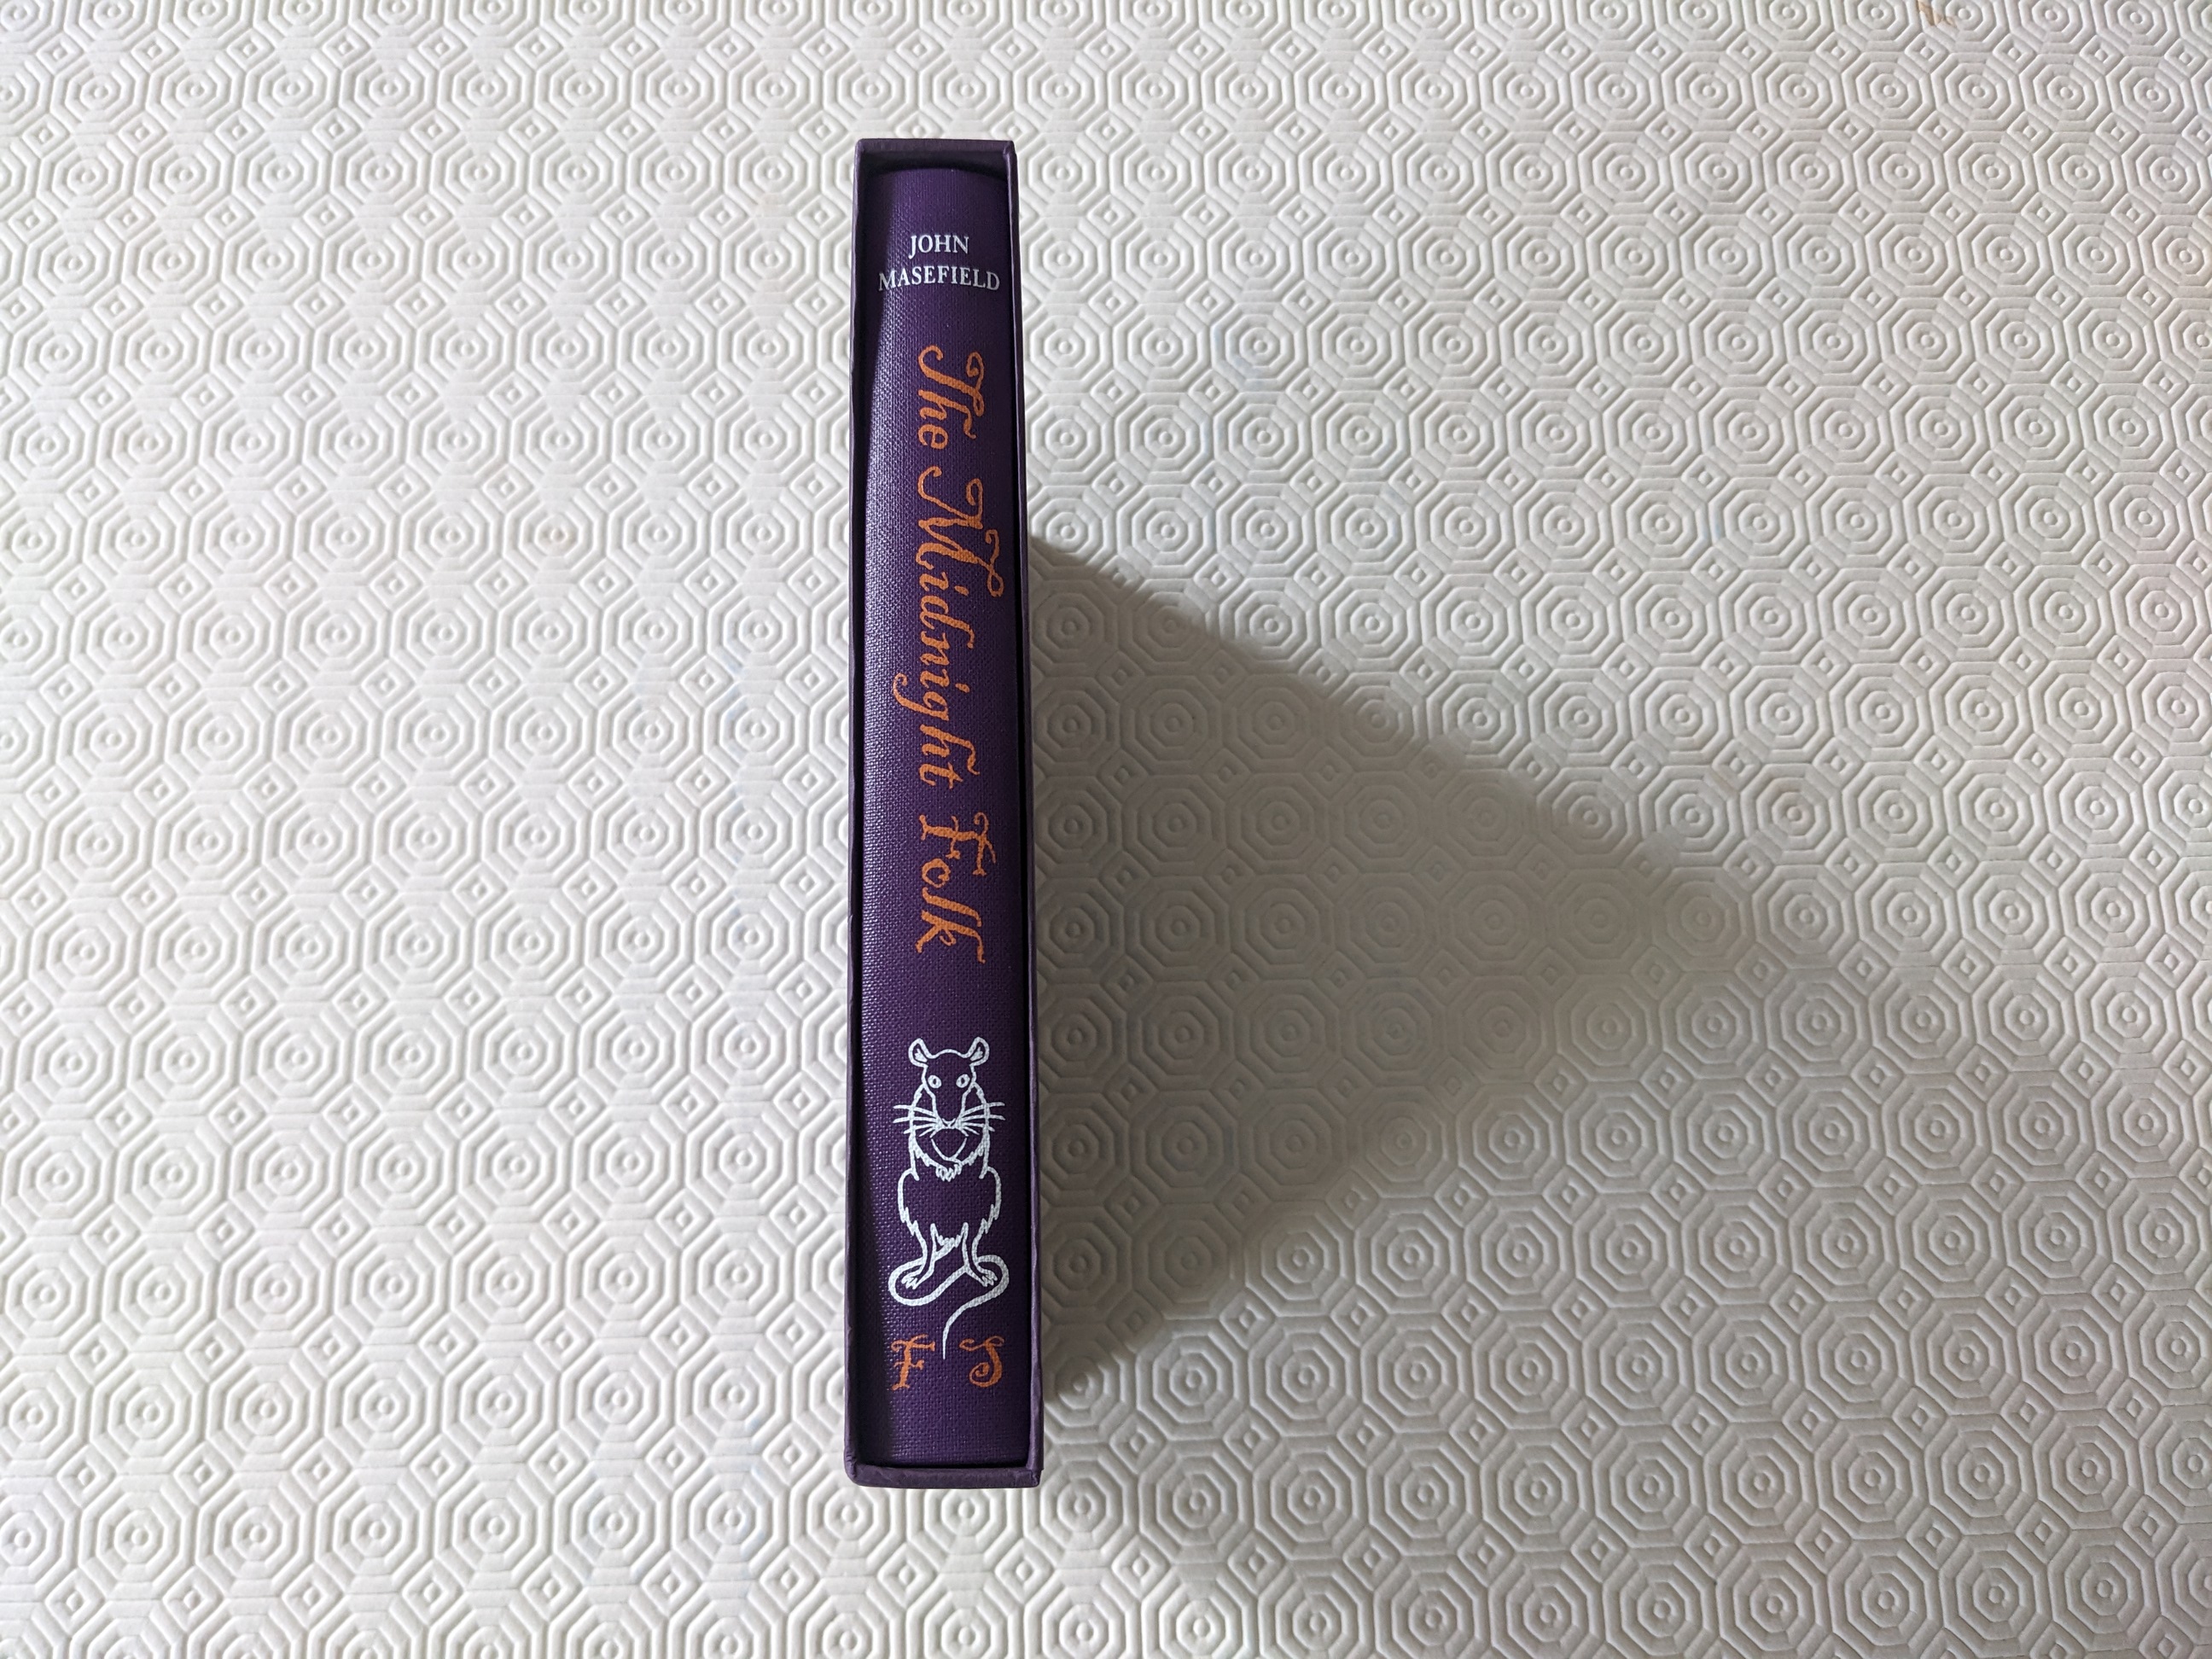 JOHN
MASEFIELD
The Midnight Folk
F S